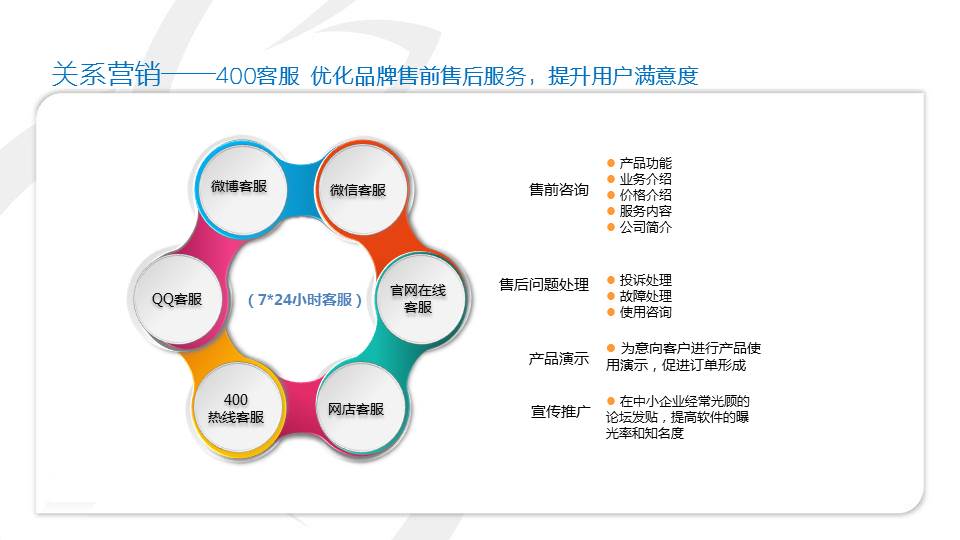 关系营销——400客服 优化品牌售前售后服务，提升用户满意度
微博客服
微信客服
QQ客服
（7*24小时客服）
官网在线
客服
400
热线客服
网店客服
售前咨询
产品功能
业务介绍
价格介绍
服务内容
公司简介
售后问题处理
投诉处理
故障处理
使用咨询
产品演示
为意向客户进行产品使
用演示，促进订单形成
宣传推广
在中小企业经常光顾的
论坛发贴，提高软件的曝
光率和知名度